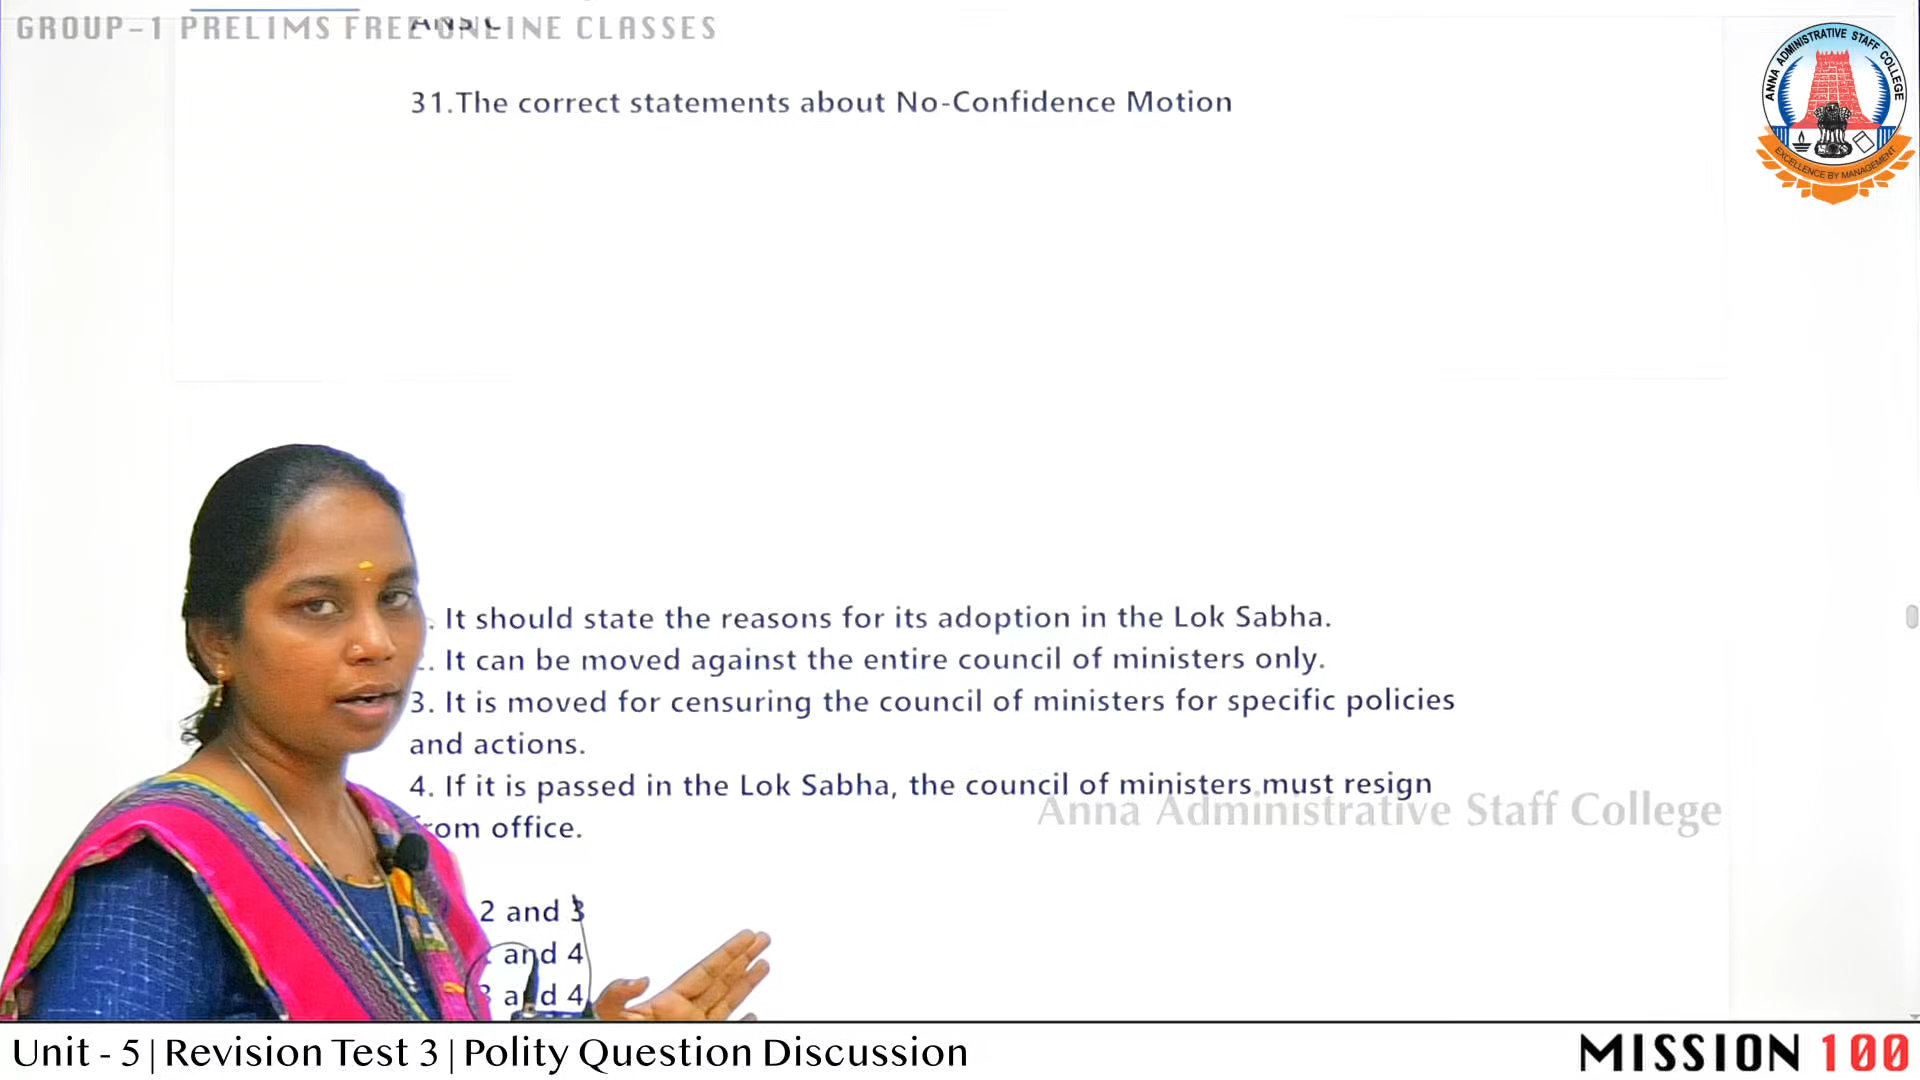 GROUP-1 PRELIMS FREE ONLINE CLASSES
ANNA ADMINISTRATIVE STAFF COLLEGE
EXCELLENCE BY MANAGEMENT
31.The correct statements about No-Confidence Motion
. It should state the reasons for its adoption in the Lok Sabha.
. It can be moved against the entire council of ministers only.
3. It is moved for censuring the council of ministers for specific policies
and actions.
4. If it is passed in the Lok Sabha, the council of ministers must resign
from office.
Anna Administrative Staff College
2 and 3
and 4
3 and 4
Unit - 5 | Revision Test 3 | Polity Question Discussion
MISSION 100